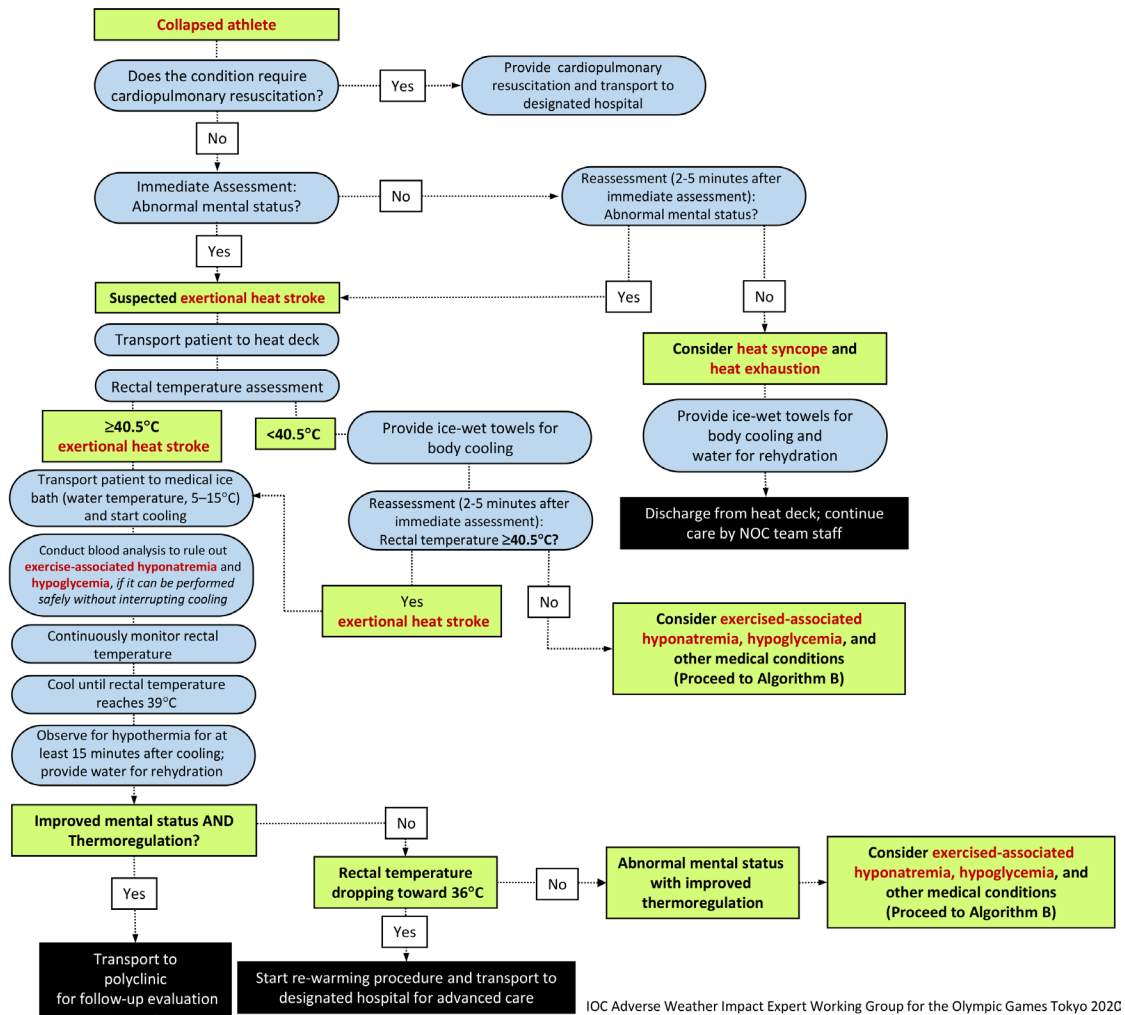 Collapsed athlete
Does the condition require
cardiopulmonary resuscitation?
Yes
Provide cardiopulmonary
resuscitation and transport to
designated hospital
No
Immediate Assessment:
Abnormal mental status?
No
Reassessment (2-5 minutes after
immediate assessment):
Abnormal mental status?
Yes
Yes
No
Suspected exertional heat stroke
Transport patient to heat deck
Consider heat syncope and
heat exhaustion
Rectal temperature assessment
≥40.5°C
exertional heat stroke
<40.5°C
Provide ice-wet towels for
body cooling
Provide ice-wet towels for
body cooling and
water for rehydration
Transport patient to medical ice
bath (water temperature, 5–15°C)
and start cooling
Reassessment (2-5 minutes after
immediate assessment):
Rectal temperature ≥40.5°C?
Discharge from heat deck; continue
care by NOC team staff
Conduct blood analysis to rule out
exercise-associated hyponatremia and
hypoglycemia, if it can be performed
safely without interrupting cooling
Yes
exertional heat stroke
No
Consider exercised-associated
hyponatremia, hypoglycemia, and
other medical conditions
(Proceed to Algorithm B)
Continuously monitor rectal
temperature
Cool until rectal temperature
reaches 39°C
Observe for hypothermia for at
least 15 minutes after cooling;
provide water for rehydration
Improved mental status AND
Thermoregulation?
No
Yes
Rectal temperature
dropping toward 36°C
No
Abnormal mental status
with improved
thermoregulation
Consider exercised-associated
hyponatremia, hypoglycemia, and
other medical conditions
(Proceed to Algorithm B)
Yes
Transport to
polyclinic
for follow-up evaluation
Start re-warming procedure and transport to
designated hospital for advanced care
IOC Adverse Weather Impact Expert Working Group for the Olympic Games Tokyo 2020